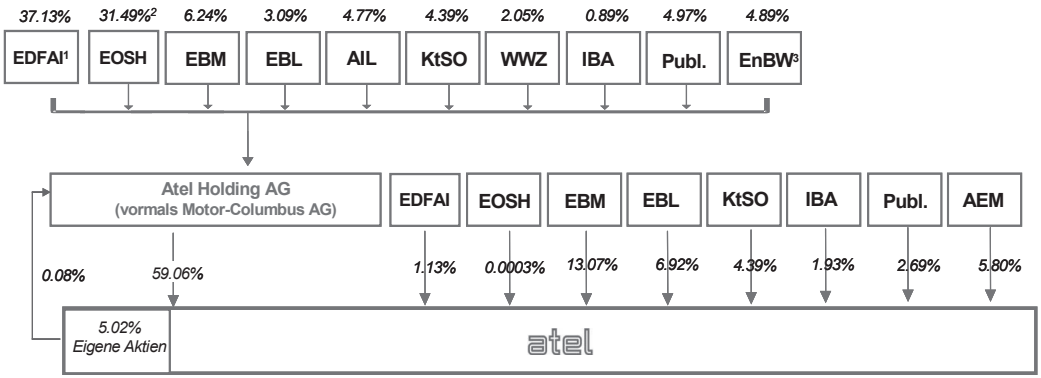 37.13% 31.49%² 6.24% 3.09% 4.77% 4.39% 2.05% 0.89% 4.97% 4.89%
EDFAI¹ EOSH EBM EBL AIL KtSO WWZ IBA Publ. EnBW³
Atel Holding AG
(vormals Motor-Columbus AG)
EDFAI EOSH EBM EBL KtSO IBA Publ. AEM
0.08% 59.06% 1.13% 0.0003% 13.07% 6.92% 4.39% 1.93% 2.69% 5.80%
5.02%
Eigene Aktien
atel